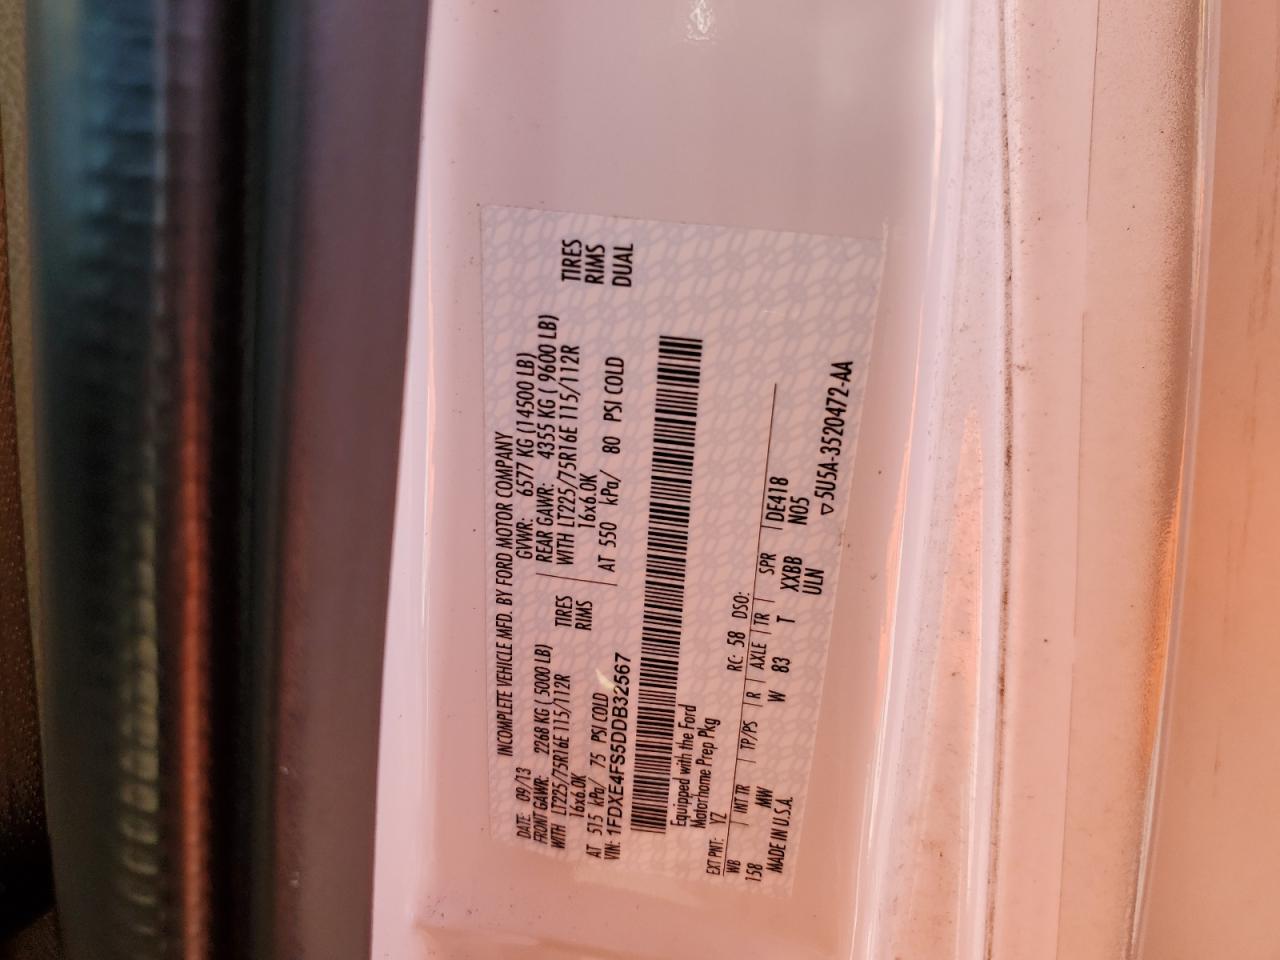 INCOMPLETE VEHICLE MFD. BY FORD MOTOR COMPANY
DATE: 09/13 GVWR: 6577 KG (14500 LB)
FRONT GAWR: 2268 KG ( 5000 LB) REAR GAWR: 4355 KG ( 9600 LB)
WITH LT225/75R16E 115/112R TIRES WITH LT225/75R16E 115/112R TIRES
16x6.0K RIMS 16x6.0K RIMS
AT 515 kPa/ 75 PSI COLD AT 550 kPa/ 80 PSI COLD DUAL
VIN: 1FDXE4FS5DDB32567
Equipped with the Ford
Motorhome Prep Pkg
EXT PNT: YZ RC: 58 DSO:
WB INT TR TP/PS R AXLE TR SPR
158 MW W 83 T XXBB DE418
MADE IN U.S.A. ULN N05
▽5U5A-3520472-AA